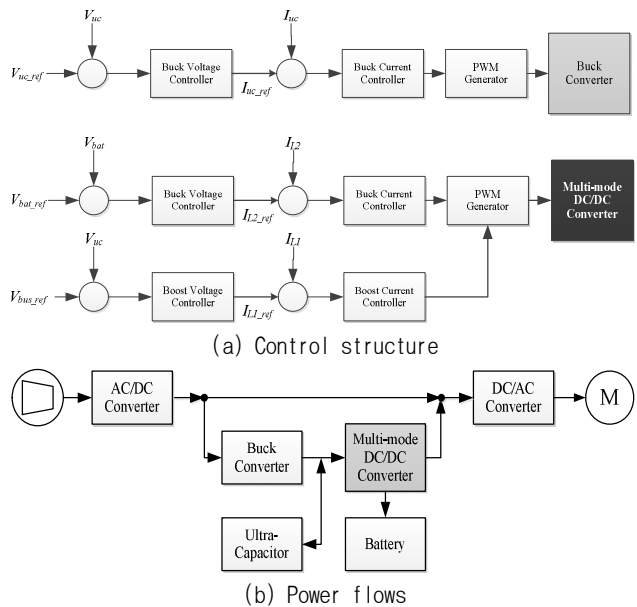 V_uc
I_uc
V_uc_ref
Buck Voltage
Controller
I_uc_ref
Buck Current
Controller
PWM
Generator
Buck
Converter
V_bat
I_L2
V_bat_ref
Buck Voltage
Controller
I_L2_ref
Buck Current
Controller
PWM
Generator
Multi-mode
DC/DC
Converter
V_uc
I_L1
V_bus_ref
Boost Voltage
Controller
I_L1_ref
Boost Current
Controller
(a) Control structure
AC/DC
Converter
DC/AC
Converter
M
Buck
Converter
Multi-mode
DC/DC
Converter
Ultra-
Capacitor
Battery
(b) Power flows